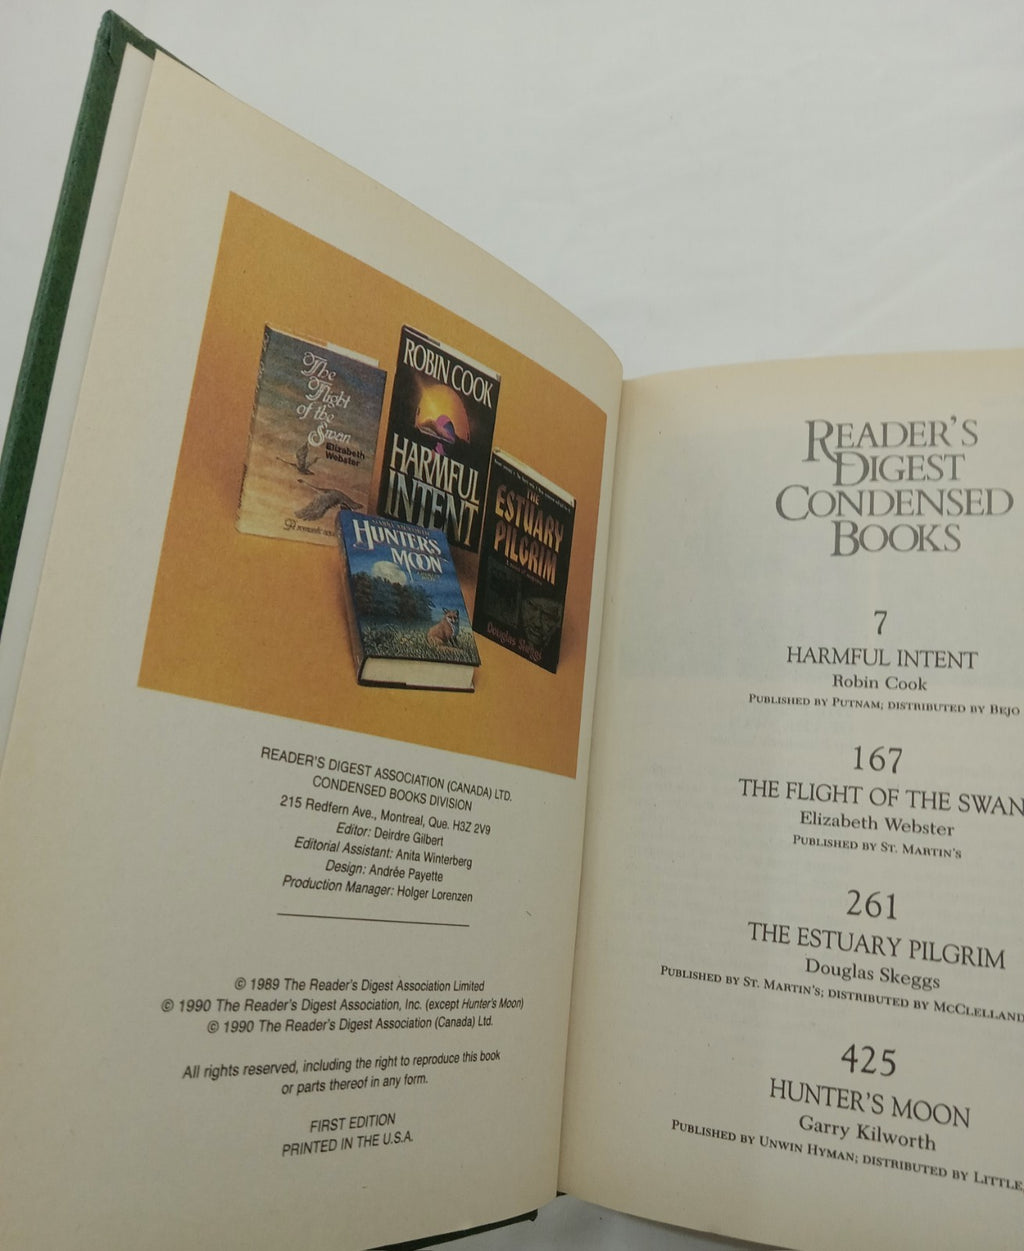 The
Flight
of the
Swan
Elizabeth
Webster
ROBIN COOK
HARMFUL
INTENT
THE
ESTUARY
PILGRIM
Douglas Skeggs
HUNTER'S
MOON
READER'S DIGEST ASSOCIATION (CANADA) LTD.
CONDENSED BOOKS DIVISION
215 Redfern Ave., Montreal, Que. H3Z 2V9
Editor: Deirdre Gilbert
Editorial Assistant: Anita Winterberg
Design: Andrée Payette
Production Manager: Holger Lorenzen
© 1989 The Reader's Digest Association Limited
© 1990 The Reader's Digest Association, Inc. (except Hunter's Moon)
© 1990 The Reader's Digest Association (Canada) Ltd.
All rights reserved, including the right to reproduce this book
or parts thereof in any form.
FIRST EDITION
PRINTED IN THE U.S.A.
READER'S
DIGEST
CONDENSED
BOOKS
7
HARMFUL INTENT
Robin Cook
PUBLISHED BY PUTNAM; DISTRIBUTED BY BEJO
167
THE FLIGHT OF THE SWAN
Elizabeth Webster
PUBLISHED BY ST. MARTIN'S
261
THE ESTUARY PILGRIM
Douglas Skeggs
PUBLISHED BY ST. MARTIN'S; DISTRIBUTED BY MCCLELLAND
425
HUNTER'S MOON
Garry Kilworth
PUBLISHED BY UNWIN HYMAN; DISTRIBUTED BY LITTLE,